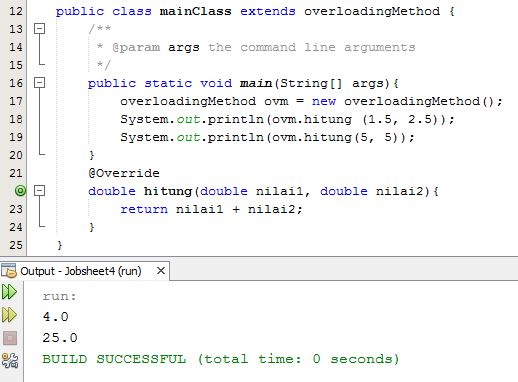 12 public class mainClass extends overloadingMethod {
13 /**
14 * @param args the command line arguments
15 */
16 public static void main(String[] args){
17 overloadingMethod ovm = new overloadingMethod();
18 System.out.println(ovm.hitung (1.5, 2.5));
19 System.out.println(ovm.hitung(5, 5));
20 }
21 @Override
double hitung(double nilai1, double nilai2){
23 return nilai1 + nilai2;
24 }
25 }
Output - Jobsheet4 (run) ×
run:
4.0
25.0
BUILD SUCCESSFUL (total time: 0 seconds)